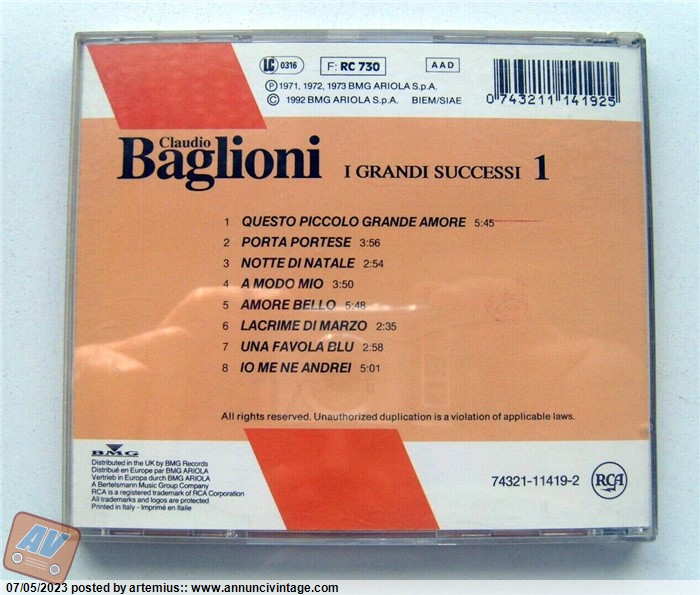 LC 0316 F: RC 730 AAD
Ⓟ 1971, 1972, 1973 BMG ARIOLA S.p.A.
© 1992 BMG ARIOLA S.p.A. BIEM/SIAE
0 743211 141925
Claudio
Baglioni I GRANDI SUCCESSI 1
1 QUESTO PICCOLO GRANDE AMORE 5:45
2 PORTA PORTESE 3:56
3 NOTTE DI NATALE 2:54
4 A MODO MIO 3:50
5 AMORE BELLO 5:48
6 LACRIME DI MARZO 2:35
7 UNA FAVOLA BLU 2:58
8 IO ME NE ANDREI 5:01
All rights reserved. Unauthorized duplication is a violation of applicable laws.
BMG
Distributed in the UK by BMG Records
Distribué en Europe par BMG ARIOLA
Vertrieb in Europa durch BMG ARIOLA
A Bertelsmann Music Group Company
RCA is a registered trademark of RCA Corporation
All trademarks and logos are protected
Printed in Italy - Imprimé en Italie
74321-11419-2 RCA
AV
07/05/2023 posted by artemius:: www.annuncivintage.com